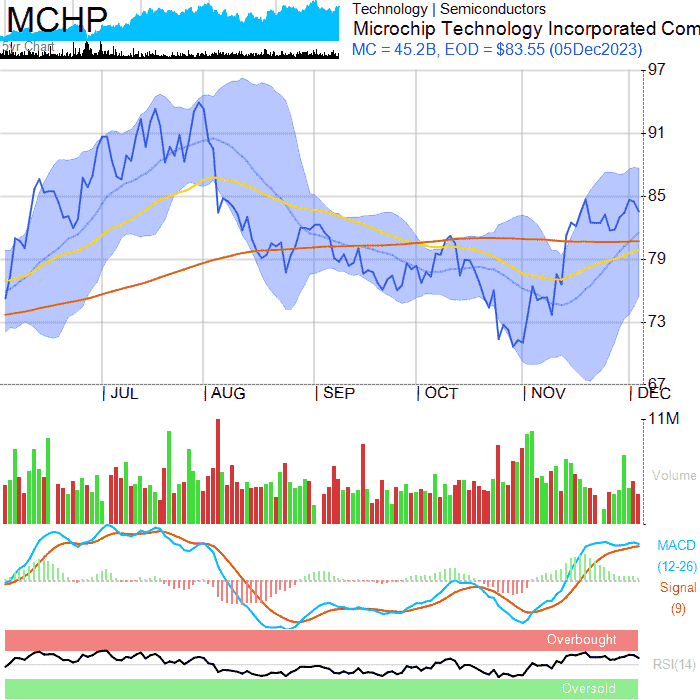 MCHP
5yr Chart
Technology | Semiconductors
Microchip Technology Incorporated Com
MC = 45.2B, EOD = $83.55 (05Dec2023)
97
91
85
79
73
67
JUL
AUG
SEP
OCT
NOV
DEC
11M
Volume
MACD
(12-26)
Signal
(9)
Overbought
RSI(14)
Oversold